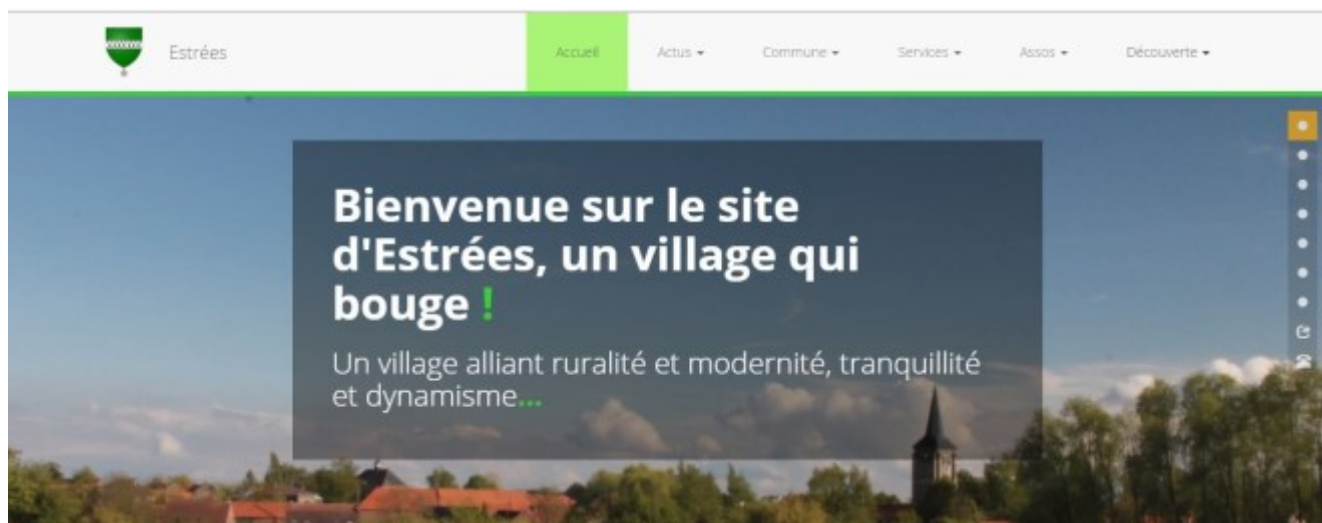 Estrées
Accueil
Actus
Commune
Services
Assos
Découverte
Bienvenue sur le site
d'Estrées, un village qui
bouge !
Un village alliant ruralité et modernité, tranquillité
et dynamisme...